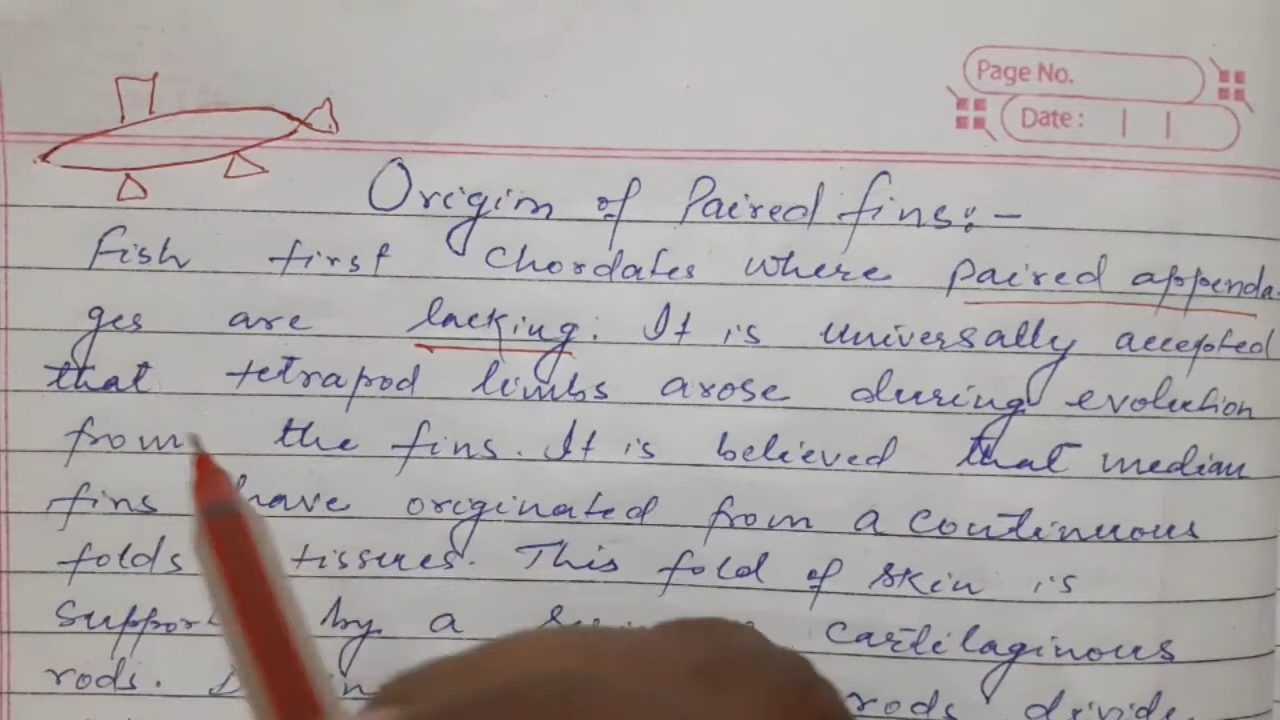 Page No.
Date :
Origin of Paired fins:-
Fish first chordates where paired appenda-
ges are lacking. It is universally accepted
that tetrapod limbs arose during evolution
from the fins. It is believed that median
fins have originated from a continuous
folds tissues. This fold of skin is
by a cartilaginous
rods. rods divide